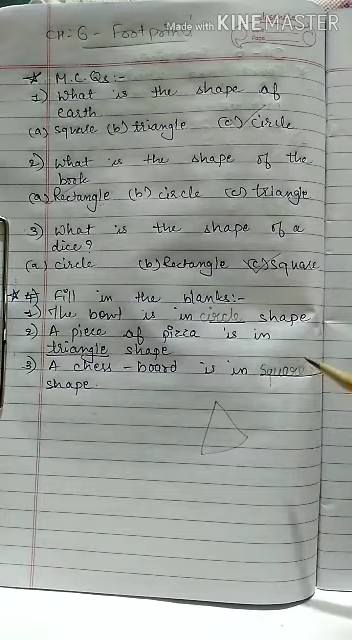 Made with KINEMASTER
CH:- 6 - Footprints
Page
M.C.Qs:-
1) What is the shape of
earth
(a) square (b) triangle (c) circle
2) What is the shape of the
book
(a) Rectangle (b) circle (c) triangle
3) What is the shape of a
dice?
(a) circle (b) Rectangle (c) square
Fill in the blanks:-
1) The bowl is in circle shape
2) A piece of pizza is in
triangle shape
3) A chess-board is in square
shape.